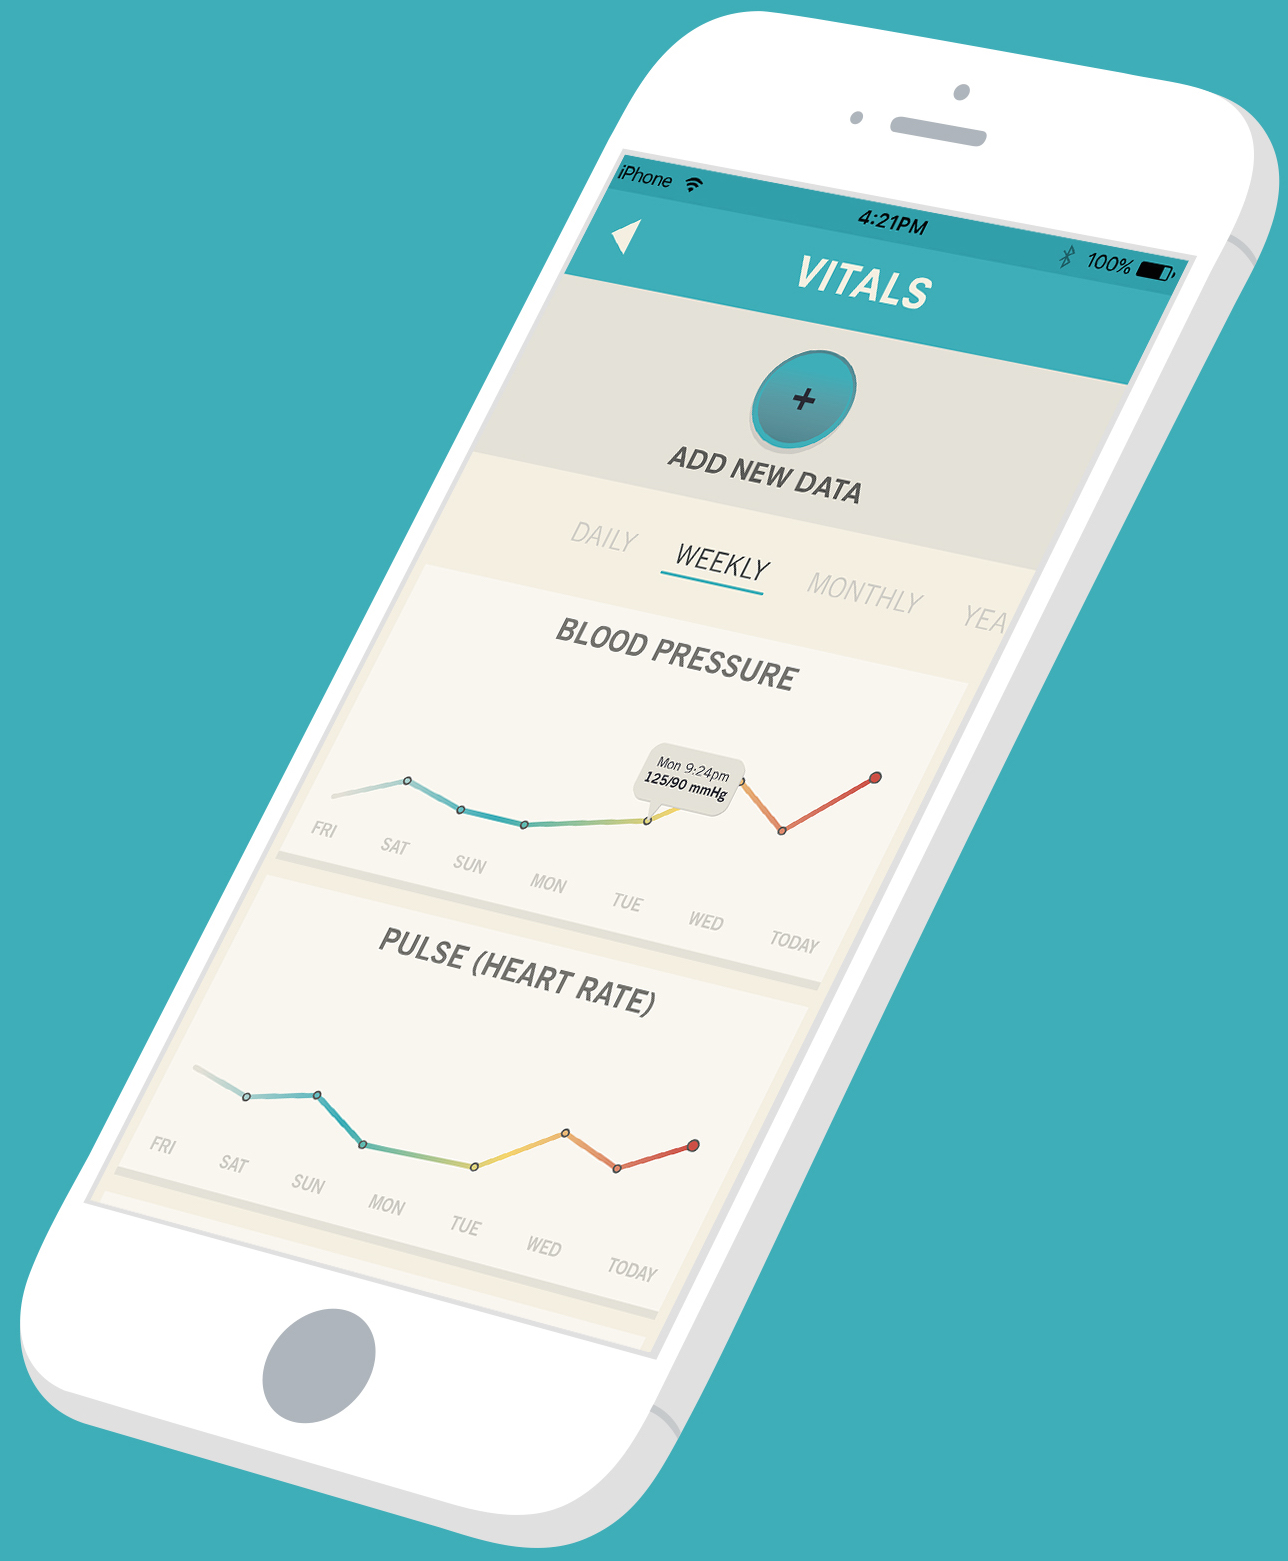 iPhone
4:21PM
100%
VITALS
+
ADD NEW DATA
DAILY WEEKLY MONTHLY YEA
BLOOD PRESSURE
Mon 9:24pm
125/90 mmHg
FRI SAT SUN MON TUE WED TODAY
PULSE (HEART RATE)
FRI SAT SUN MON TUE WED TODAY